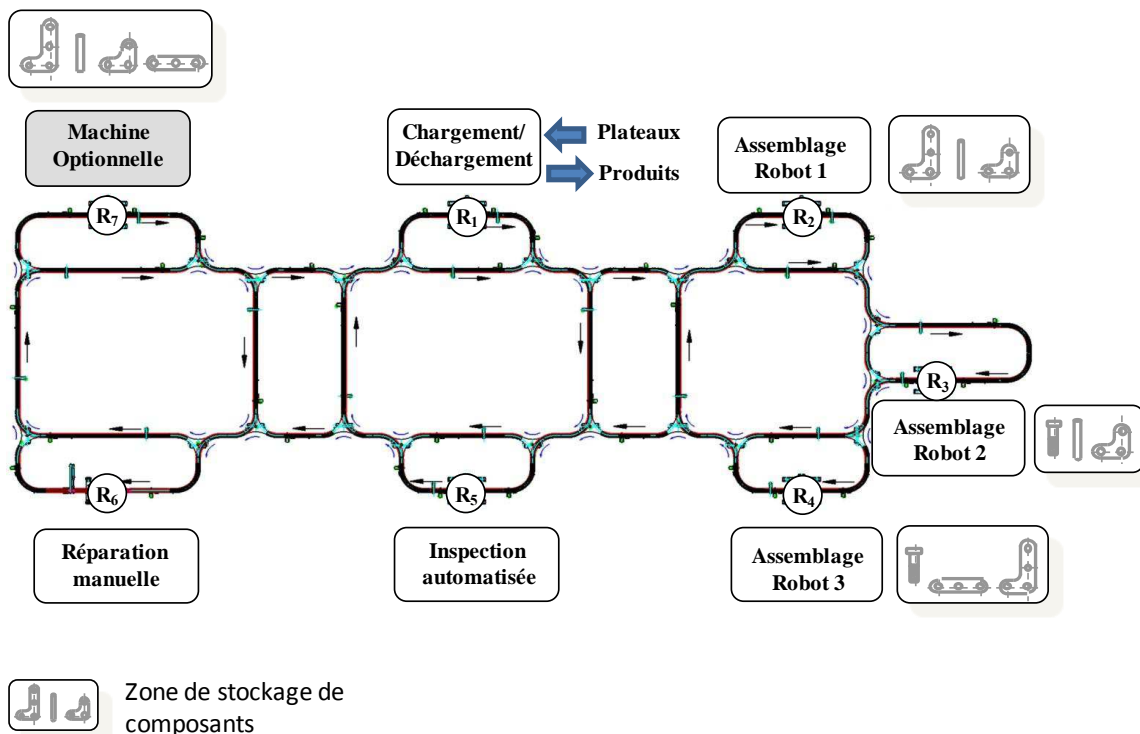 Machine
Optionnelle
Chargement/
Déchargement
Plateaux
Produits
Assemblage
Robot 1
R7
R1
R2
R3
Assemblage
Robot 2
R6
R5
R4
Réparation
manuelle
Inspection
automatisée
Assemblage
Robot 3
Zone de stockage de
composants